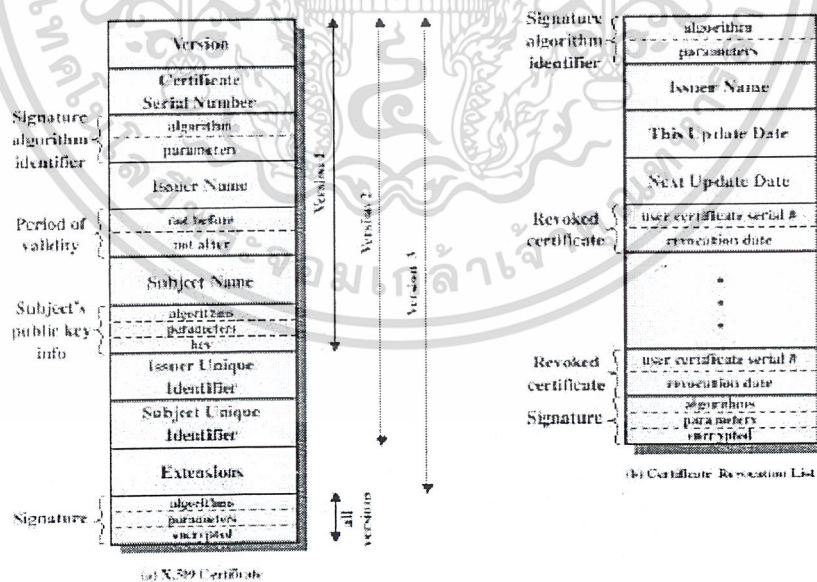 Version
Certificate
Serial Number
Signature
algorithm
identifier
algorithm
parameters
Issuer Name
Period of
validity
not before
not after
Subject Name
Subject's
public key
info
algorithms
parameters
key
Issuer Unique
Identifier
Subject Unique
Identifier
Extensions
Signature
algorithms
parameters
encrypted
Version 1
Version 2
Version 3
all
versions
(a) X.509 Certificate
Signature
algorithm
identifier
algorithm
parameters
Issuer Name
This Update Date
Next Update Date
Revoked
certificate
user certificate serial #
revocation date
Revoked
certificate
user certificate serial #
revocation date
Signature
algorithms
parameters
encrypted
(b) Certificate Revocation List